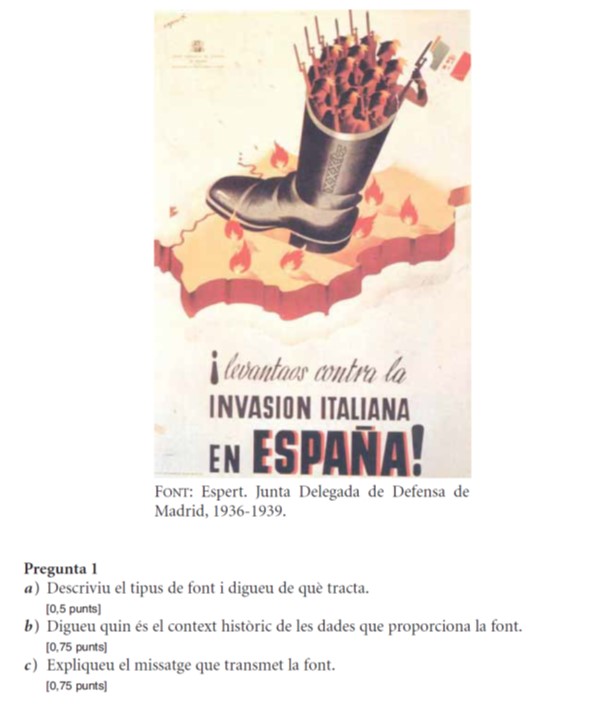 ¡levantaos contra la
INVASION ITALIANA
EN ESPAÑA!
FONT: Espert. Junta Delegada de Defensa de
Madrid, 1936-1939.
Pregunta 1
a) Descriviu el tipus de font i digueu de què tracta.
[0,5 punts]
b) Digueu quin és el context històric de les dades que proporciona la font.
[0,75 punts]
c) Expliqueu el missatge que transmet la font.
[0,75 punts]